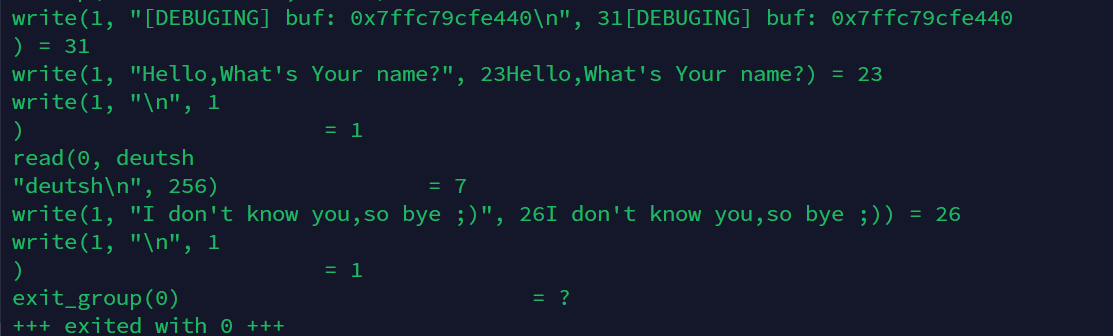 write(1, "[DEBUGING] buf: 0x7ffc79cfe440\n", 31[DEBUGING] buf: 0x7ffc79cfe440
) = 31
write(1, "Hello,What's Your name?", 23Hello,What's Your name?) = 23
write(1, "\n", 1
)                       = 1
read(0, deutsh
"deutsh\n", 256)                = 7
write(1, "I don't know you,so bye ;)", 26I don't know you,so bye ;)) = 26
write(1, "\n", 1
)                       = 1
exit_group(0)                           = ?
+++ exited with 0 +++